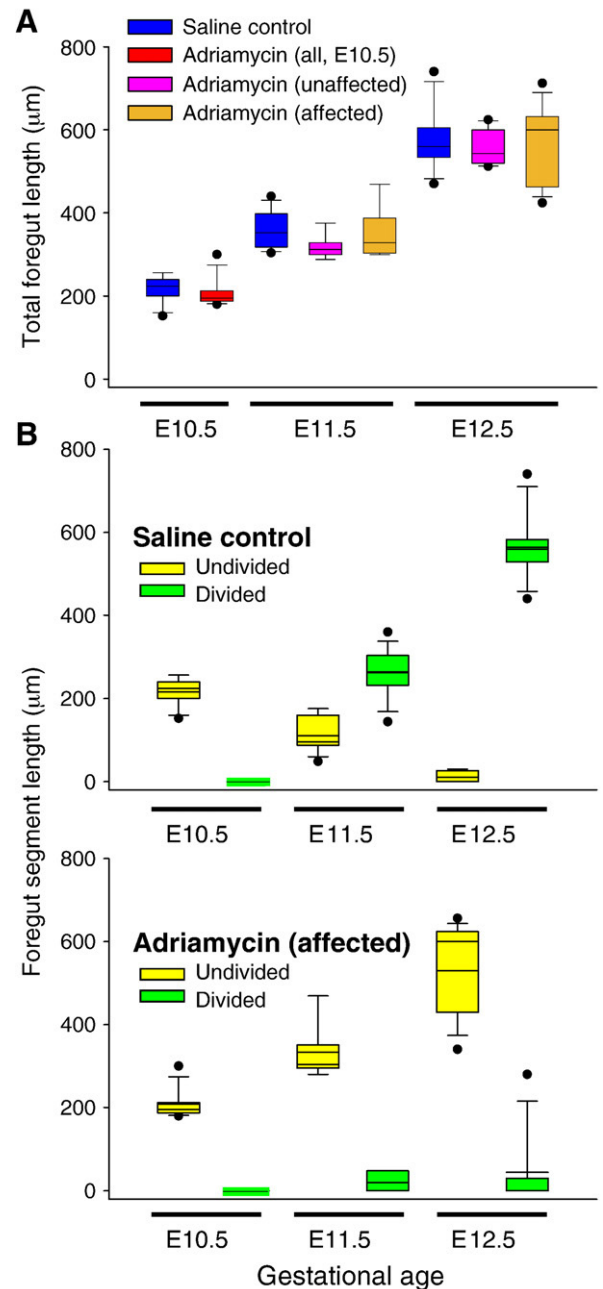 A
Saline control
Adriamycin (all, E10.5)
Adriamycin (unaffected)
Adriamycin (affected)
Total foregut length (μm)
800
600
400
200
0
E10.5 E11.5 E12.5
B
Foregut segment length (μm)
800
600
400
200
0
Saline control
Undivided
Divided
E10.5 E11.5 E12.5
800
600
400
200
0
Adriamycin (affected)
Undivided
Divided
E10.5 E11.5 E12.5
Gestational age